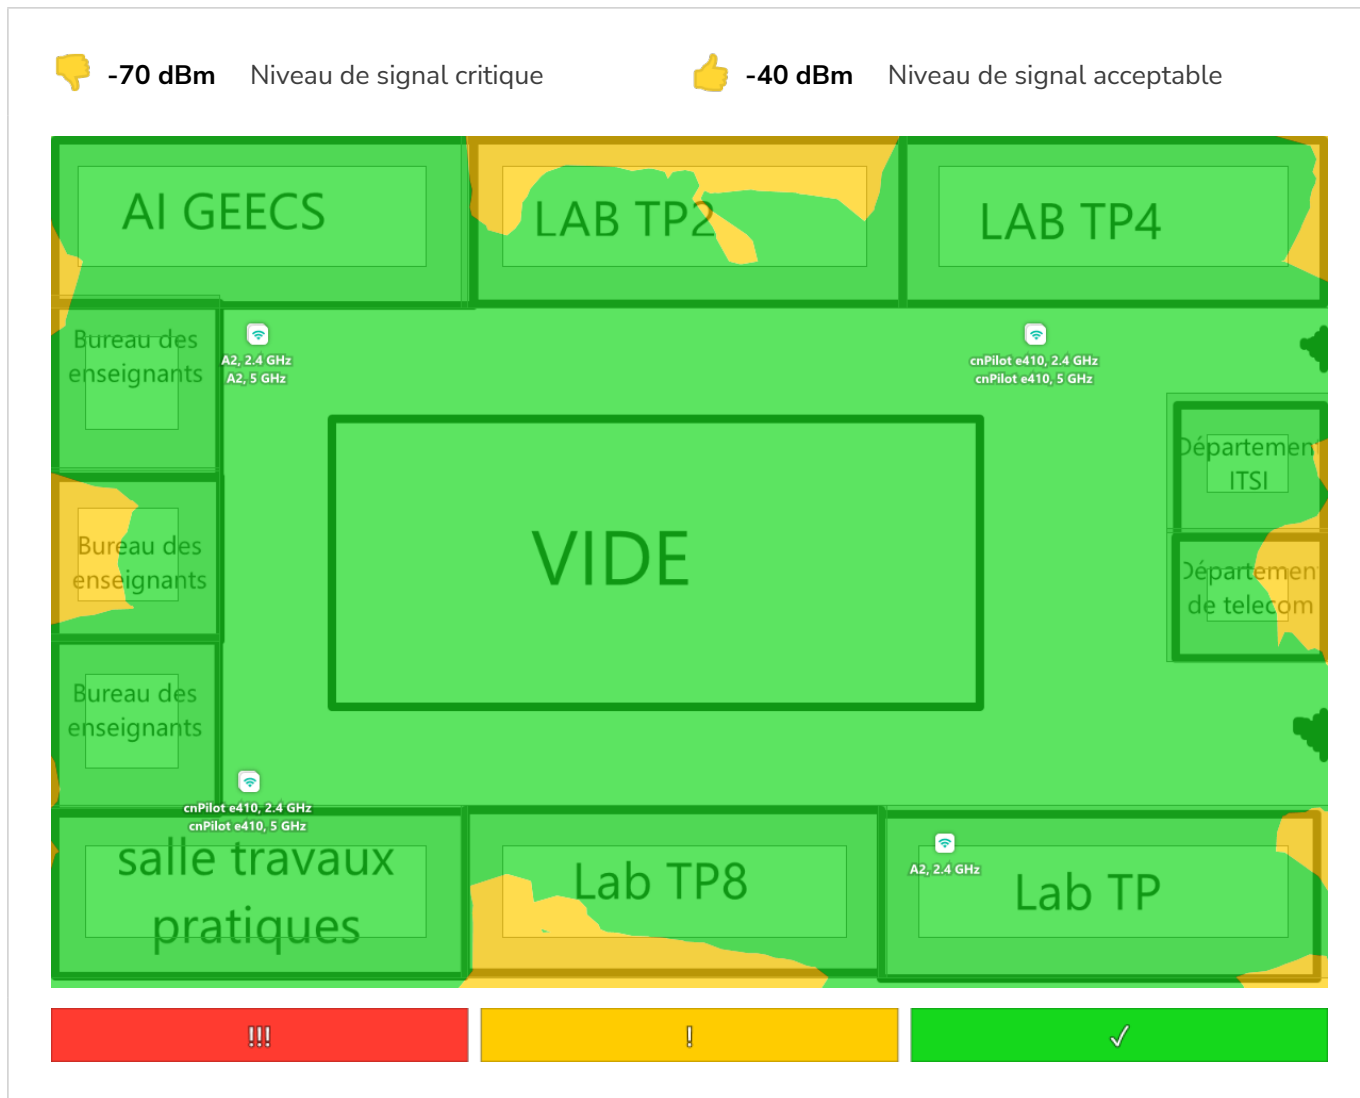 -70 dBm Niveau de signal critique
-40 dBm Niveau de signal acceptable
AI GEECS
LAB TP2
LAB TP4
Bureau des
enseignants
A2, 2.4 GHz
A2, 5 GHz
cnPilot e410, 2.4 GHz
cnPilot e410, 5 GHz
Départemen
ITSI
VIDE
Bureau des
enseignants
Départemen
de telecom
Bureau des
enseignants
cnPilot e410, 2.4 GHz
cnPilot e410, 5 GHz
salle travaux
pratiques
Lab TP8
A2, 2.4 GHz
Lab TP
!!!
!
✓